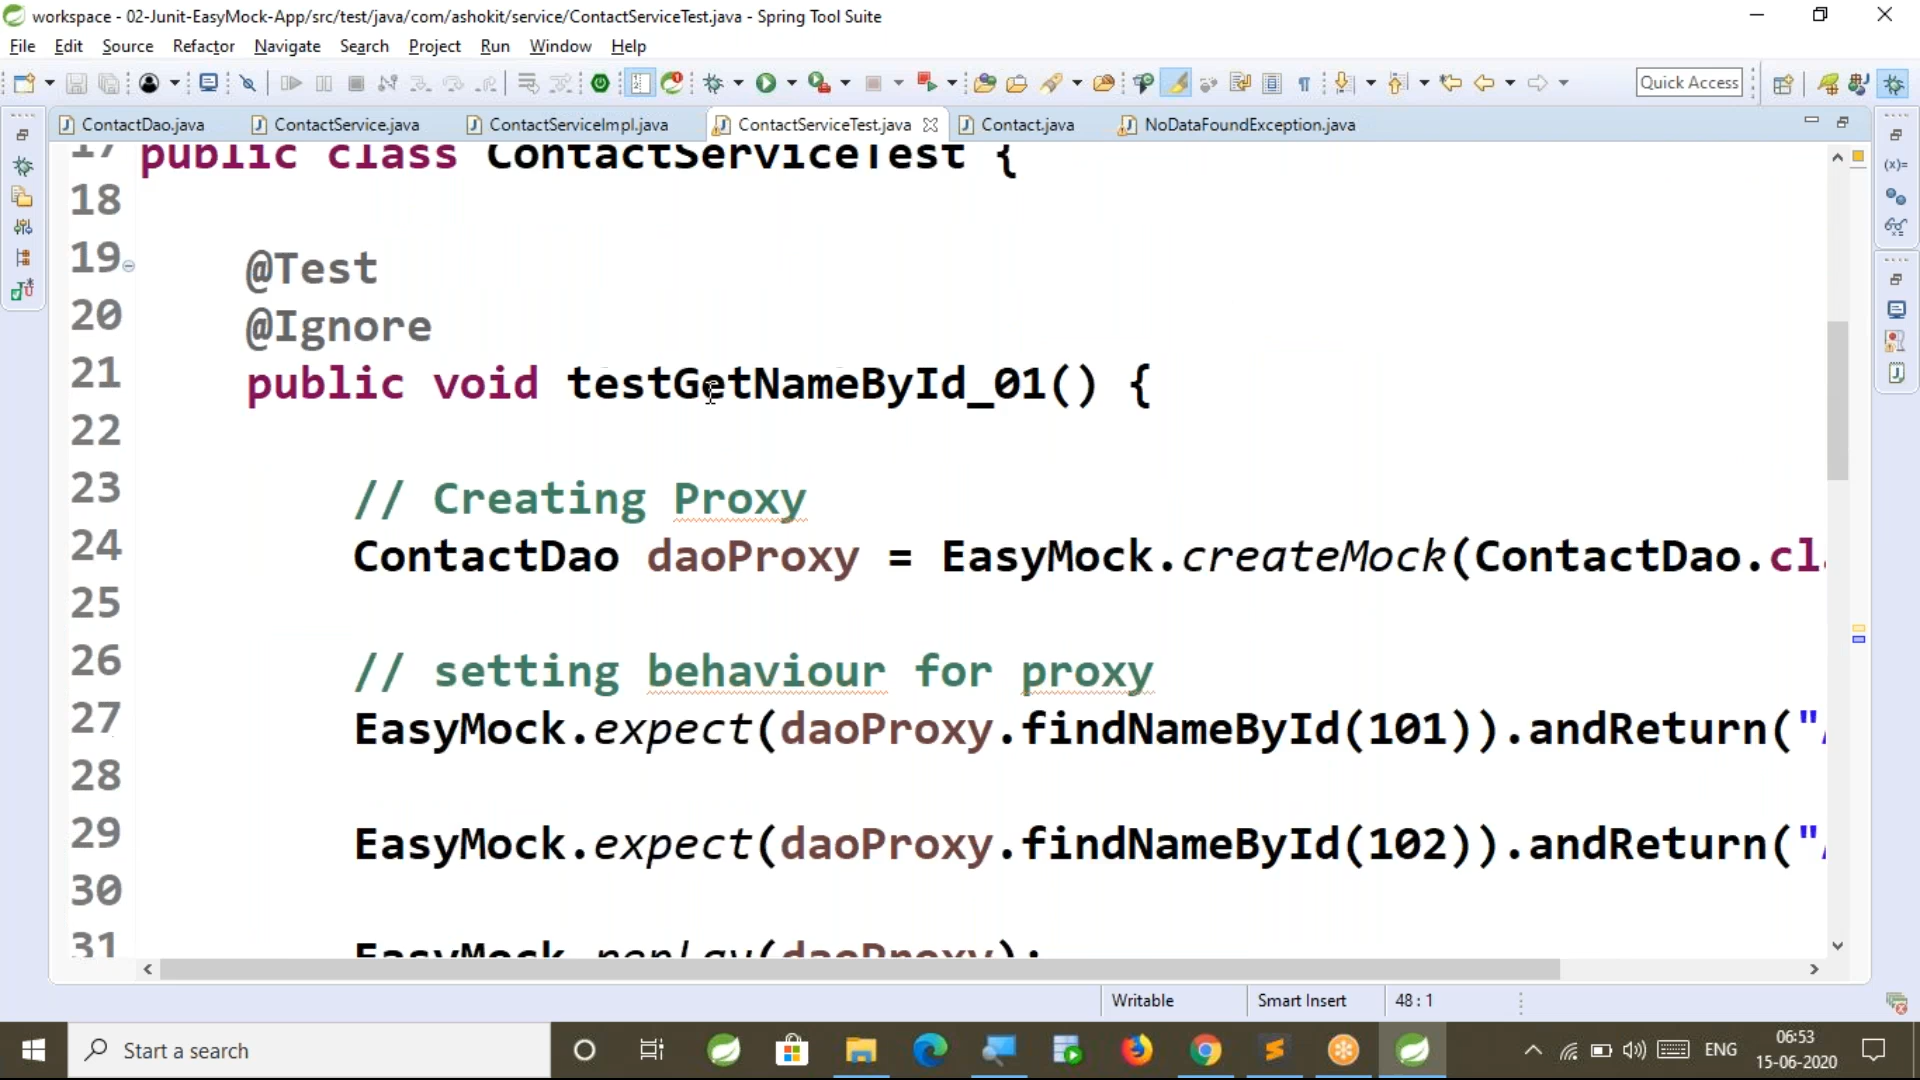 workspace - 02-Junit-EasyMock-App/src/test/java/com/ashokit/service/ContactServiceTest.java - Spring Tool Suite
File Edit Source Refactor Navigate Search Project Run Window Help
Quick Access
ContactDao.java ContactService.java ContactServiceImpl.java ContactServiceTest.java Contact.java NoDataFoundException.java
17 public class ContactServiceTest {
18
19 @Test
20 @Ignore
21 public void testGetNameById_01() {
22
23 // Creating Proxy
24 ContactDao daoProxy = EasyMock.createMock(ContactDao.cl
25
26 // setting behaviour for proxy
27 EasyMock.expect(daoProxy.findNameById(101)).andReturn("
28
29 EasyMock.expect(daoProxy.findNameById(102)).andReturn("
30
31 EasyMock.replay(daoProxy);
Writable Smart Insert 48 : 1
Start a search
ENG
06:53
15-06-2020